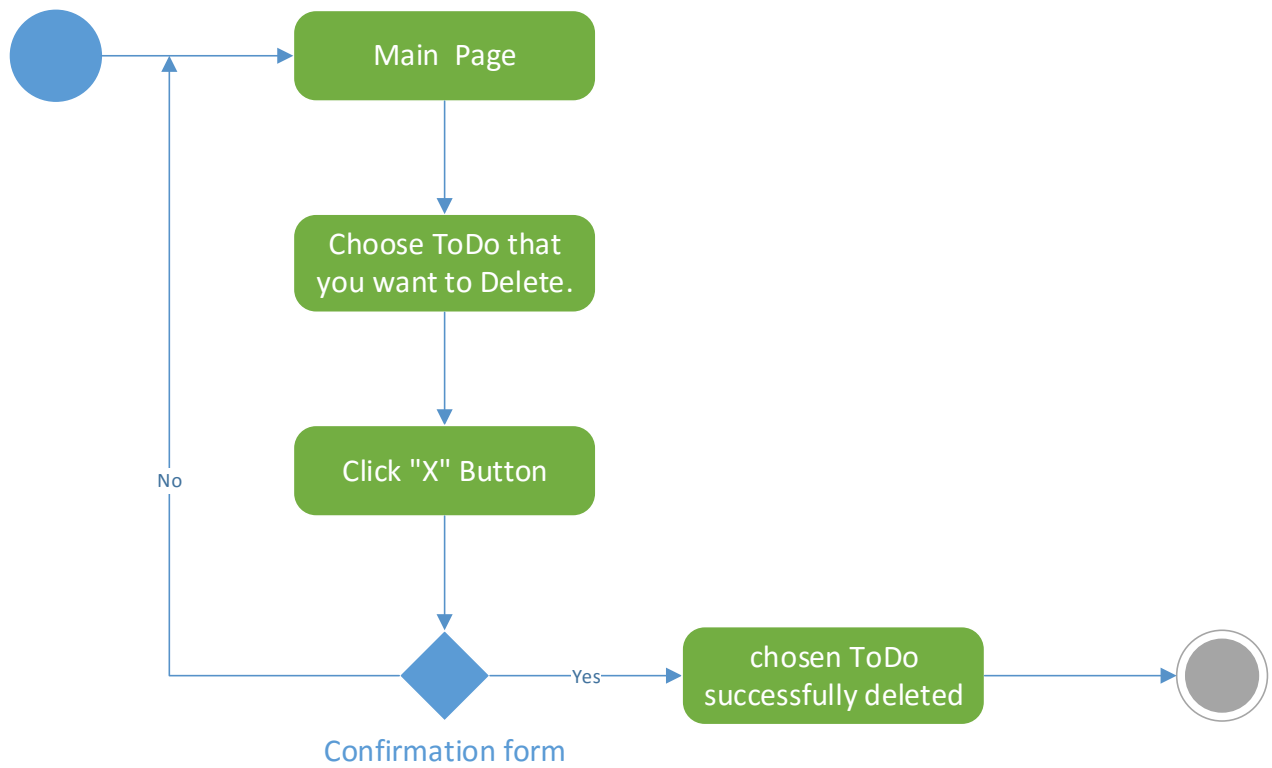 Main  Page
Choose ToDo that
you want to Delete.
Click "X" Button
No
Yes
chosen ToDo
successfully deleted
Confirmation form